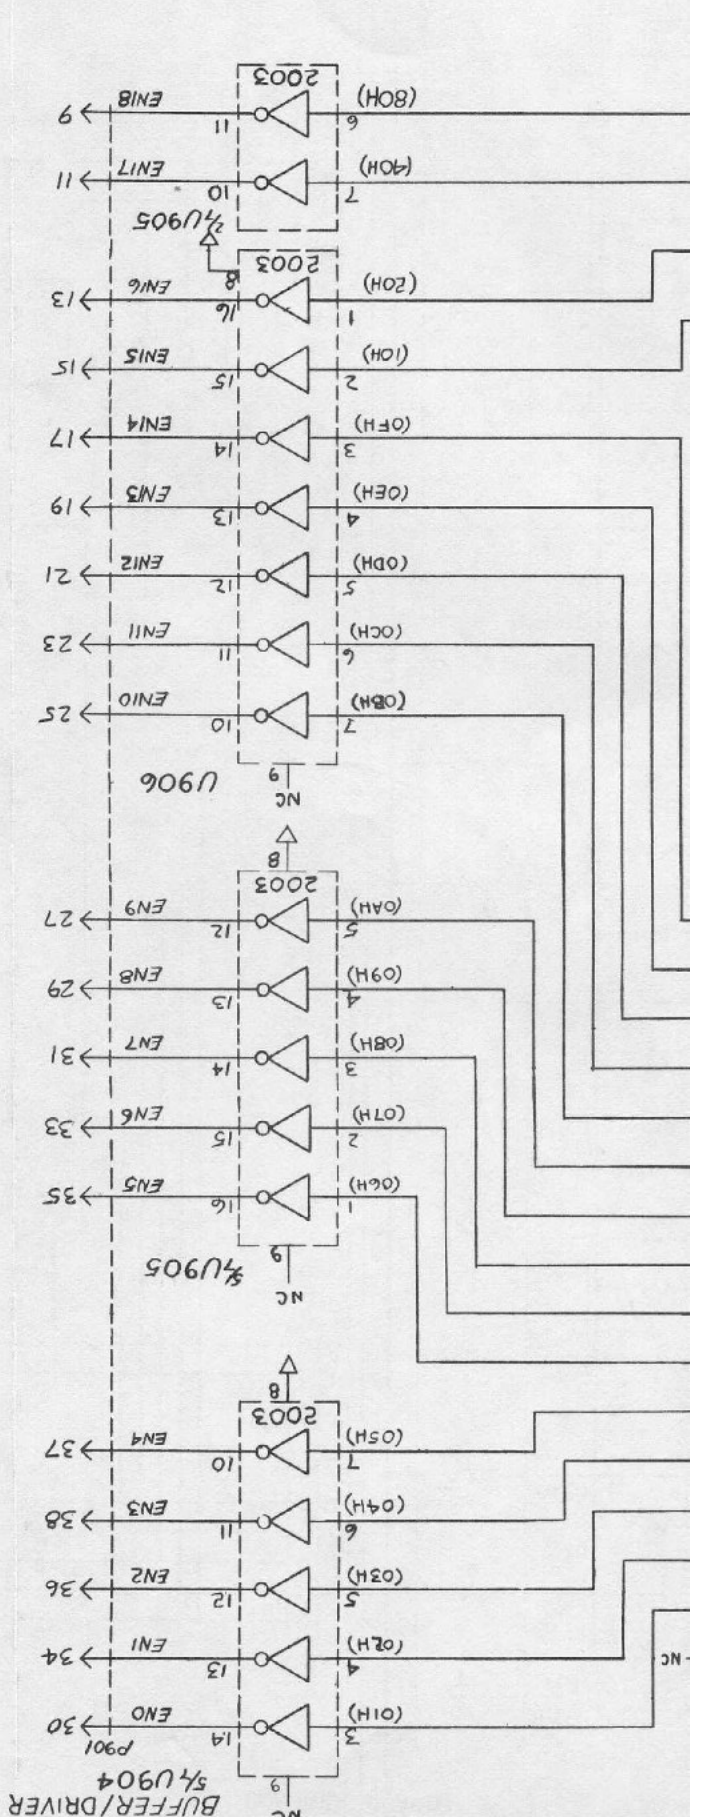 NC BUFFER/DRIVER
9 5/7 U904
P901
(01H) 3 14 EN0 30
NC (02H) 4 13 EN1 34
(03H) 5 12 EN2 36
(04H) 6 11 EN3 38
(05H) 7 10 EN4 37
2003
8
NC
9 5/7 U905
(06H) 1 16 EN5 35
(07H) 2 15 EN6 33
(08H) 3 14 EN7 31
(09H) 4 13 EN8 29
(0AH) 5 12 EN9 27
2003
8
NC
9 U906
(0BH) 7 10 EN10 25
(0CH) 6 11 EN11 23
(0DH) 5 12 EN12 21
(0EH) 4 13 EN13 19
(0FH) 3 14 EN14 17
(10H) 2 15 EN15 15
(20H) 1 16 EN16 13
8
2003
2/7 U905
(40H) 7 10 EN17 11
(80H) 6 11 EN18 9
2003